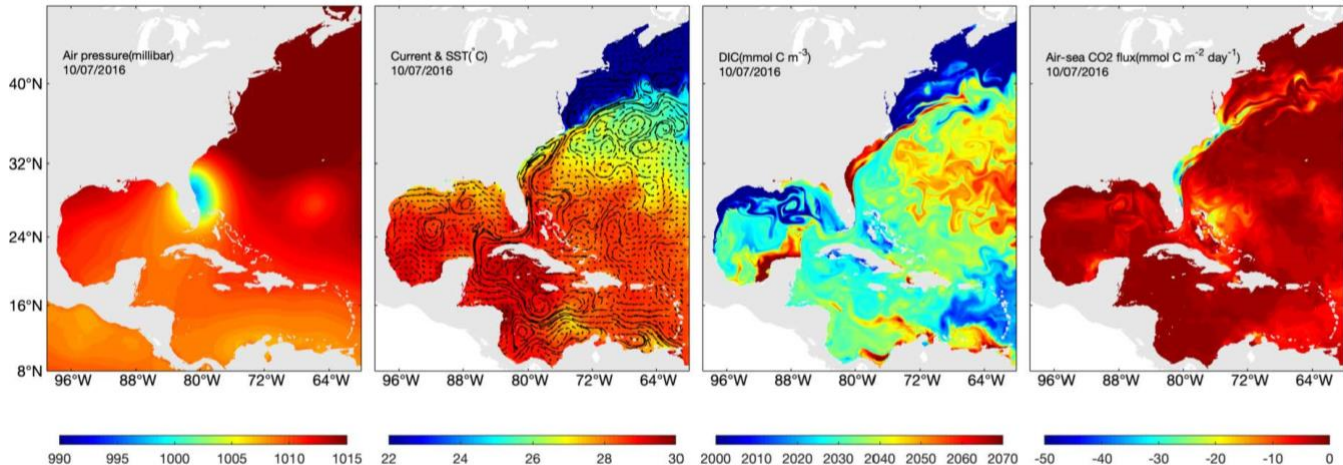 Air pressure(millibar)
10/07/2016
Current & SST(°C)
10/07/2016
DIC(mmol C m⁻³)
10/07/2016
Air-sea CO2 flux(mmol C m⁻² day⁻¹)
10/07/2016
40°N
32°N
24°N
16°N
8°N
96°W 88°W 80°W 72°W 64°W
96°W 88°W 80°W 72°W 64°W
96°W 88°W 80°W 72°W 64°W
96°W 88°W 80°W 72°W 64°W
990 995 1000 1005 1010 1015
22 24 26 28 30
2000 2010 2020 2030 2040 2050 2060 2070
-50 -40 -30 -20 -10 0